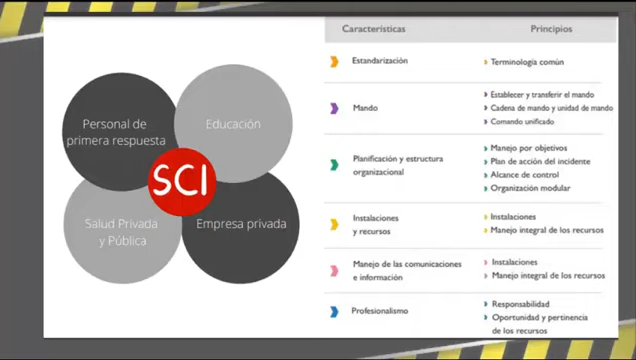 Personal de
primera respuesta
Educación
SCI
Salud Privada
y Pública
Empresa privada
Características Principios
Estandarización
Terminología común
Mando
Establecer y transferir el mando
Cadena de mando y unidad de mando
Comando unificado
Planificación y estructura
organizacional
Manejo por objetivos
Plan de acción del incidente
Alcance de control
Organización modular
Instalaciones
y recursos
Instalaciones
Manejo integral de los recursos
Manejo de las comunicaciones
e información
Instalaciones
Manejo integral de los recursos
Profesionalismo
Responsabilidad
Oportunidad y pertinencia
de los recursos